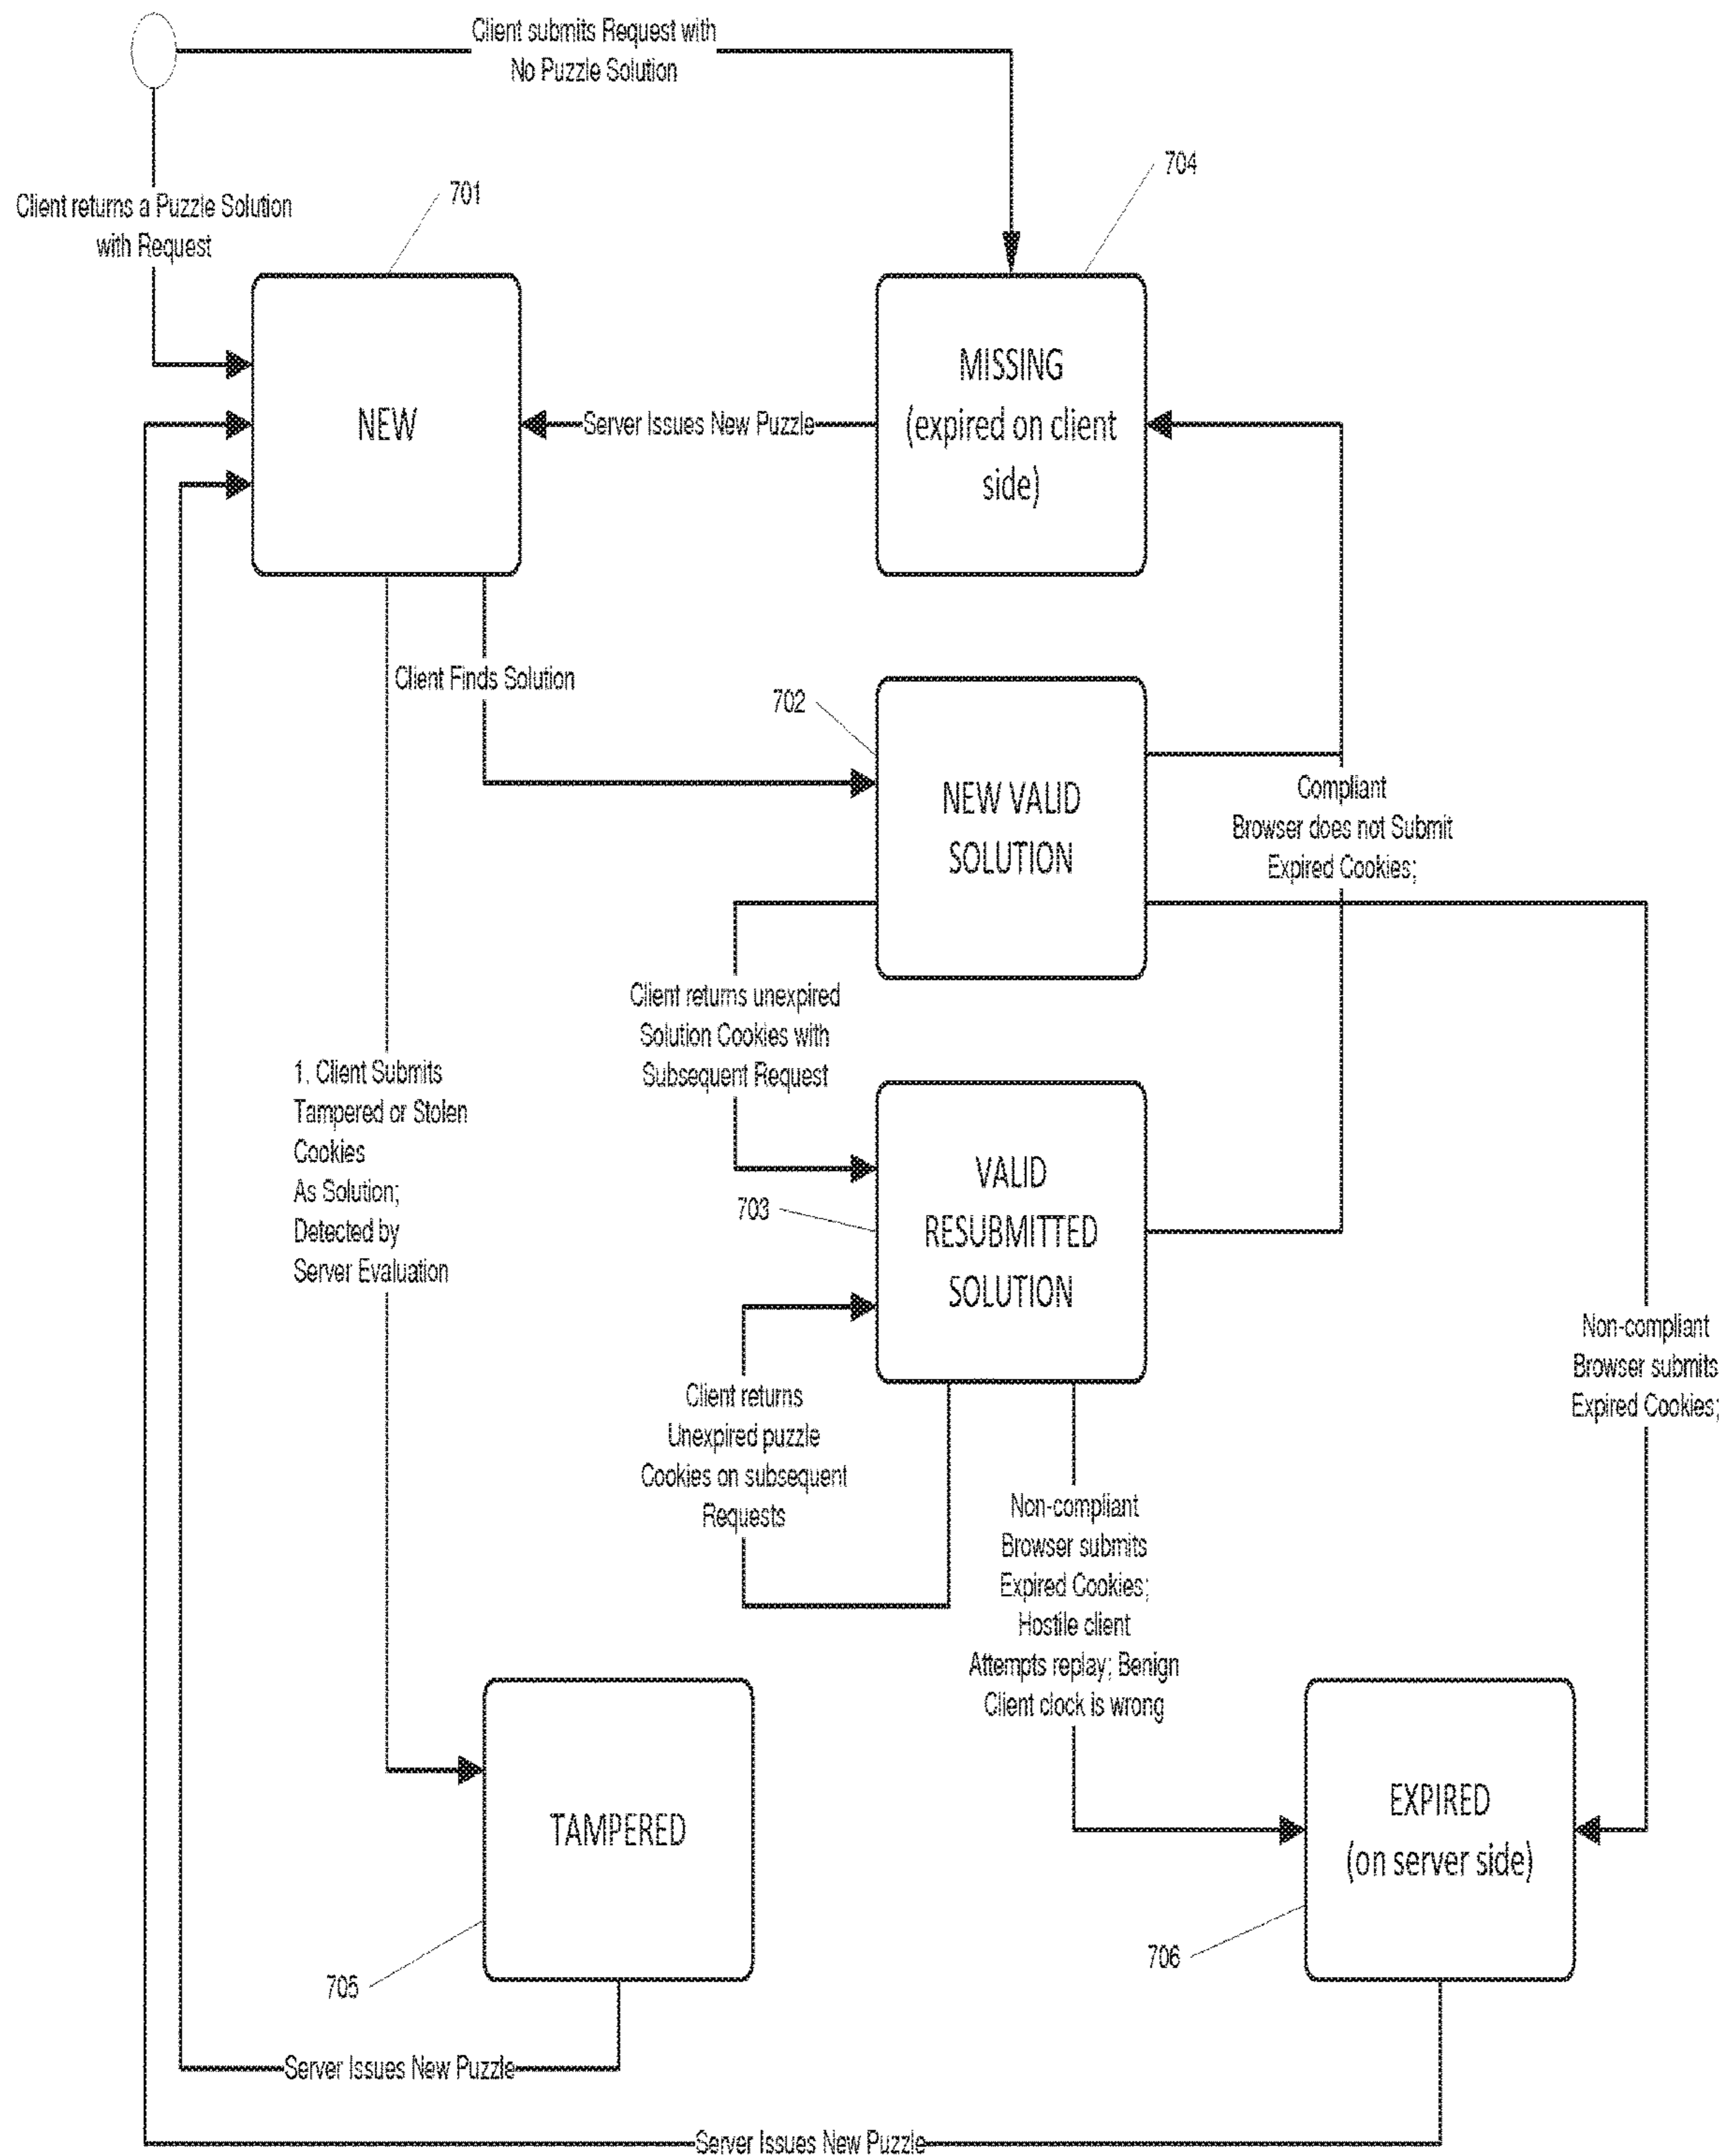 Client submits Request with
No Puzzle Solution
704
701
Client returns a Puzzle Solution
with Request
NEW
Server Issues New Puzzle
MISSING
(expired on client
side)
Client Finds Solution
702
NEW VALID
SOLUTION
Compliant
Browser does not Submit
Expired Cookies;
Client returns unexpired
Solution Cookies with
Subsequent Request
1. Client Submits
Tampered or Stolen
Cookies
As Solution;
Detected by
Server Evaluation
703
VALID
RESUBMITTED
SOLUTION
Non-compliant
Browser submits
Expired Cookies;
Client returns
Unexpired puzzle
Cookies on subsequent
Requests
Non-compliant
Browser submits
Expired Cookies;
Hostile client
Attempts replay; Benign
Client clock is wrong
TAMPERED
705
EXPIRED
(on server side)
706
Server Issues New Puzzle
Server Issues New Puzzle